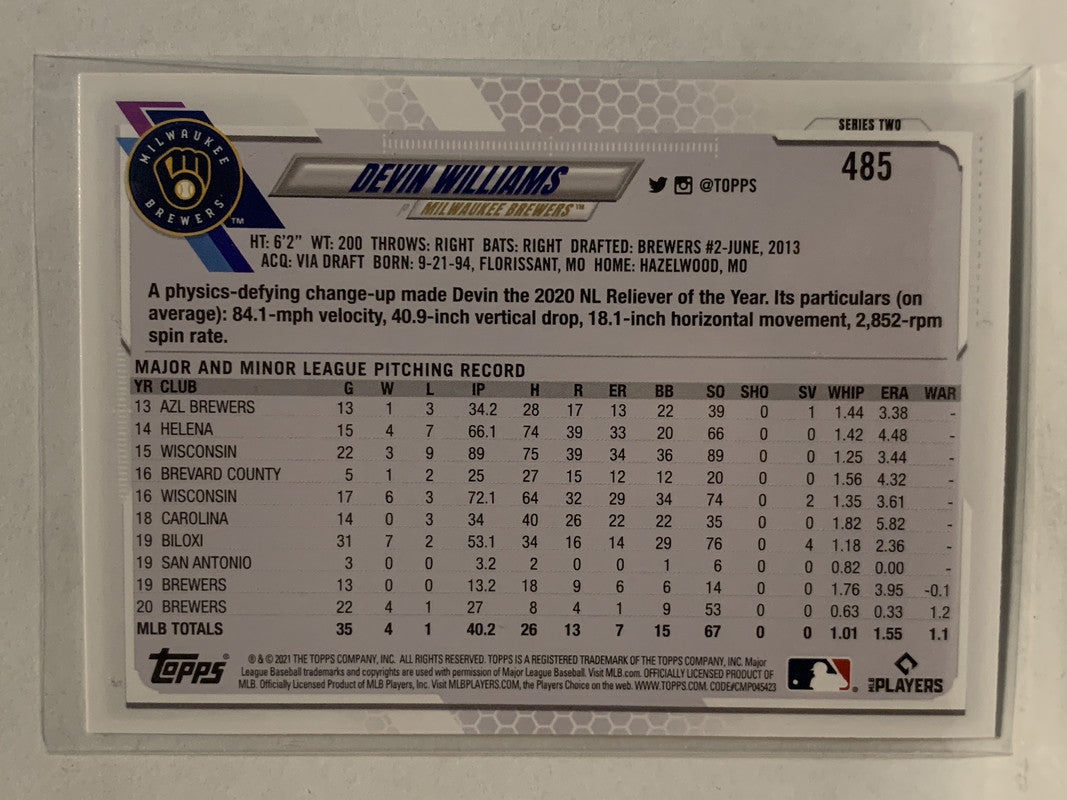 SERIES TWO
485
MILWAUKEE BREWERS TM
DEVIN WILLIAMS
@TOPPS
P MILWAUKEE BREWERS™
HT: 6'2" WT: 200 THROWS: RIGHT BATS: RIGHT DRAFTED: BREWERS #2-JUNE, 2013
ACQ: VIA DRAFT BORN: 9-21-94, FLORISSANT, MO HOME: HAZELWOOD, MO
A physics-defying change-up made Devin the 2020 NL Reliever of the Year. Its particulars (on
average): 84.1-mph velocity, 40.9-inch vertical drop, 18.1-inch horizontal movement, 2,852-rpm
spin rate.
MAJOR AND MINOR LEAGUE PITCHING RECORD
YR CLUB G W L IP H R ER BB SO SHO SV WHIP ERA WAR
13 AZL BREWERS 13 1 3 34.2 28 17 13 22 39 0 1 1.44 3.38 -
14 HELENA 15 4 7 66.1 74 39 33 20 66 0 0 1.42 4.48 -
15 WISCONSIN 22 3 9 89 75 39 34 36 89 0 0 1.25 3.44 -
16 BREVARD COUNTY 5 1 2 25 27 15 12 12 20 0 0 1.56 4.32 -
16 WISCONSIN 17 6 3 72.1 64 32 29 34 74 0 2 1.35 3.61 -
18 CAROLINA 14 0 3 34 40 26 22 22 35 0 0 1.82 5.82 -
19 BILOXI 31 7 2 53.1 34 16 14 29 76 0 4 1.18 2.36 -
19 SAN ANTONIO 3 0 0 3.2 2 0 0 1 6 0 0 0.82 0.00 -
19 BREWERS 13 0 0 13.2 18 9 6 6 14 0 0 1.76 3.95 -0.1
20 BREWERS 22 4 1 27 8 4 1 9 53 0 0 0.63 0.33 1.2
MLB TOTALS 35 4 1 40.2 26 13 7 15 67 0 0 1.01 1.55 1.1
topps®
® & © 2021 THE TOPPS COMPANY, INC. ALL RIGHTS RESERVED. TOPPS IS A REGISTERED TRADEMARK OF THE TOPPS COMPANY, INC. Major
League Baseball trademarks and copyrights are used with permission of Major League Baseball. Visit MLB.com. OFFICIALLY LICENSED PRODUCT OF
MLB. Officially Licensed Product of MLB Players, Inc. Visit MLBPLAYERS.COM, the Players Choice on the web. WWW.TOPPS.COM. CODE#CMP045423
MLB PLAYERS